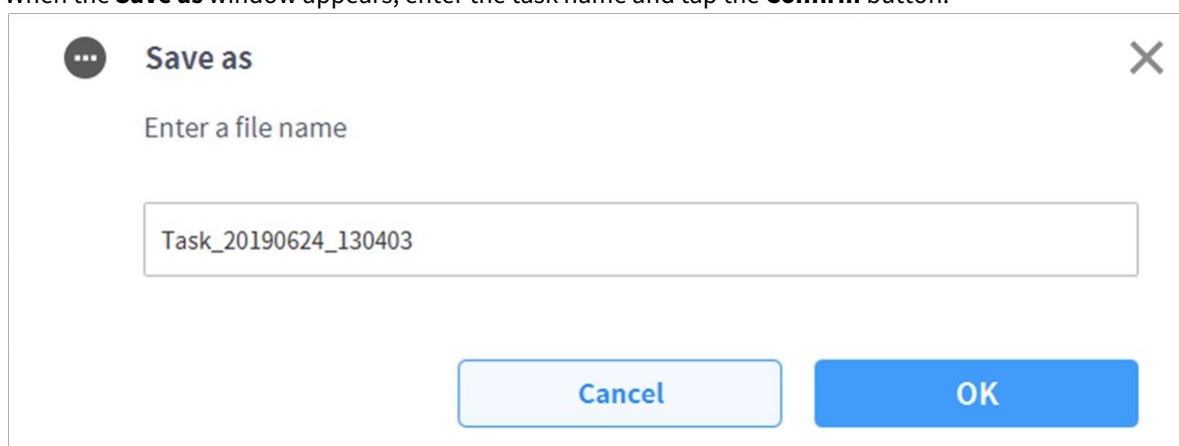 When the Save as window appears, enter the task name and tap the Confirm button.
Save as
Enter a file name
Task_20190624_130403
Cancel OK